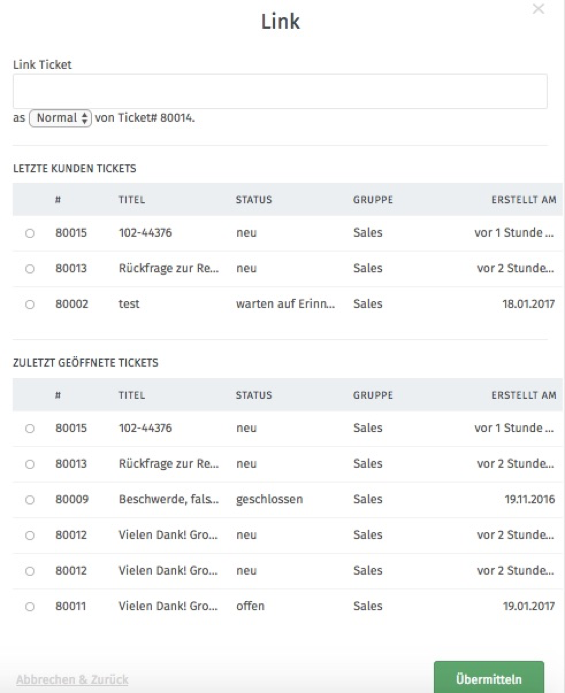 Link
Link Ticket
as Normal von Ticket# 80014.
LETZTE KUNDEN TICKETS
# TITEL STATUS GRUPPE ERSTELLT AM
80015 102-44376 neu Sales vor 1 Stunde ...
80013 Rückfrage zur Re... neu Sales vor 2 Stunde...
80002 test warten auf Erinn... Sales 18.01.2017
ZULETZT GEÖFFNETE TICKETS
# TITEL STATUS GRUPPE ERSTELLT AM
80015 102-44376 neu Sales vor 1 Stunde ...
80013 Rückfrage zur Re... neu Sales vor 2 Stunde...
80009 Beschwerde, fals... geschlossen Sales 19.11.2016
80012 Vielen Dank! Gro... neu Sales vor 2 Stunde...
80012 Vielen Dank! Gro... neu Sales vor 2 Stunde...
80011 Vielen Dank! Gro... offen Sales 19.01.2017
Abbrechen & Zurück Übermitteln